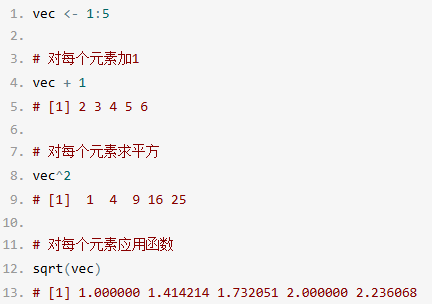 1. vec <- 1:5
2.
3. # 对每个元素加1
4. vec + 1
5. # [1] 2 3 4 5 6
6.
7. # 对每个元素求平方
8. vec^2
9. # [1]  1  4  9 16 25
10.
11. # 对每个元素应用函数
12. sqrt(vec)
13. # [1] 1.000000 1.414214 1.732051 2.000000 2.236068